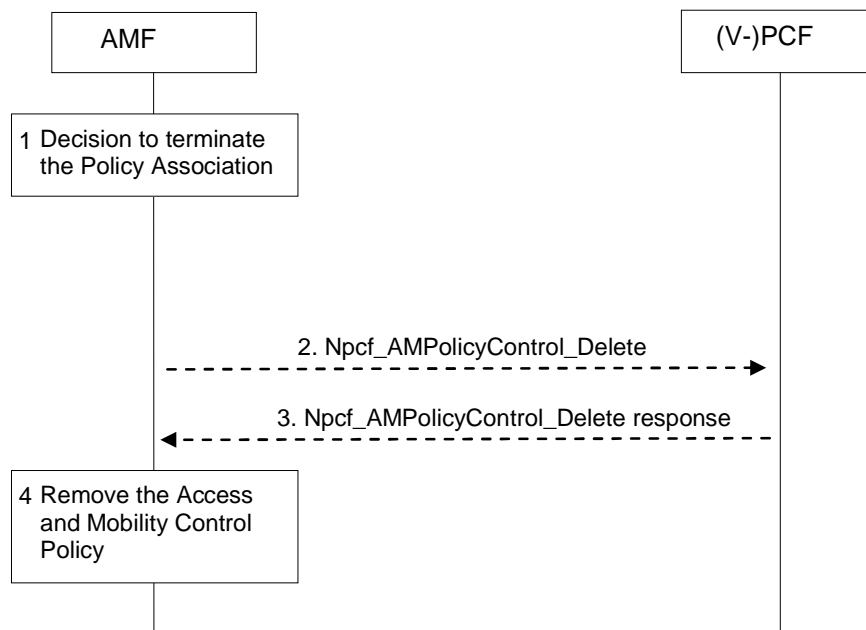 AMF
(V-)PCF
1 Decision to terminate
the Policy Association
2. Npcf_AMPolicyControl_Delete
3. Npcf_AMPolicyControl_Delete response
4 Remove the Access
and Mobility Control
Policy